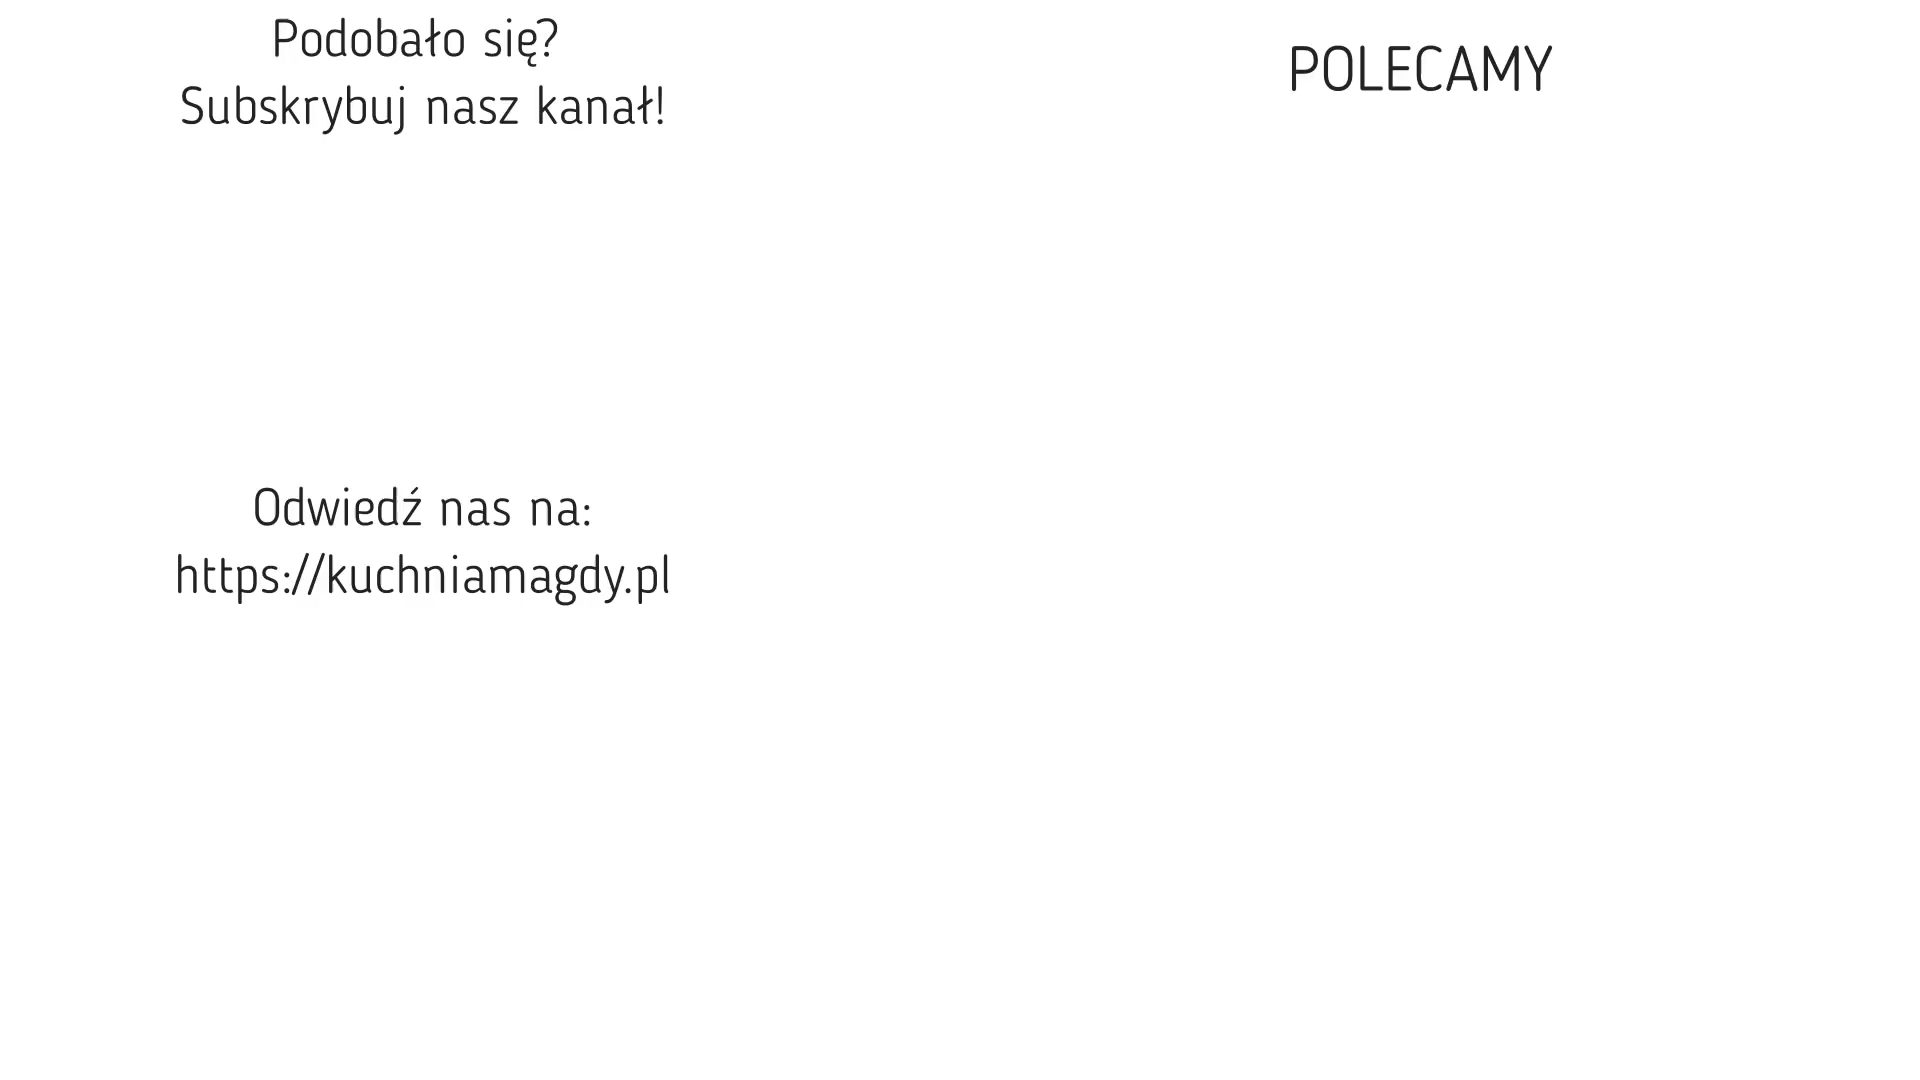 Podobało się?
Subskrybuj nasz kanał!
POLECAMY
Odwiedź nas na:
https://kuchniamagdy.pl